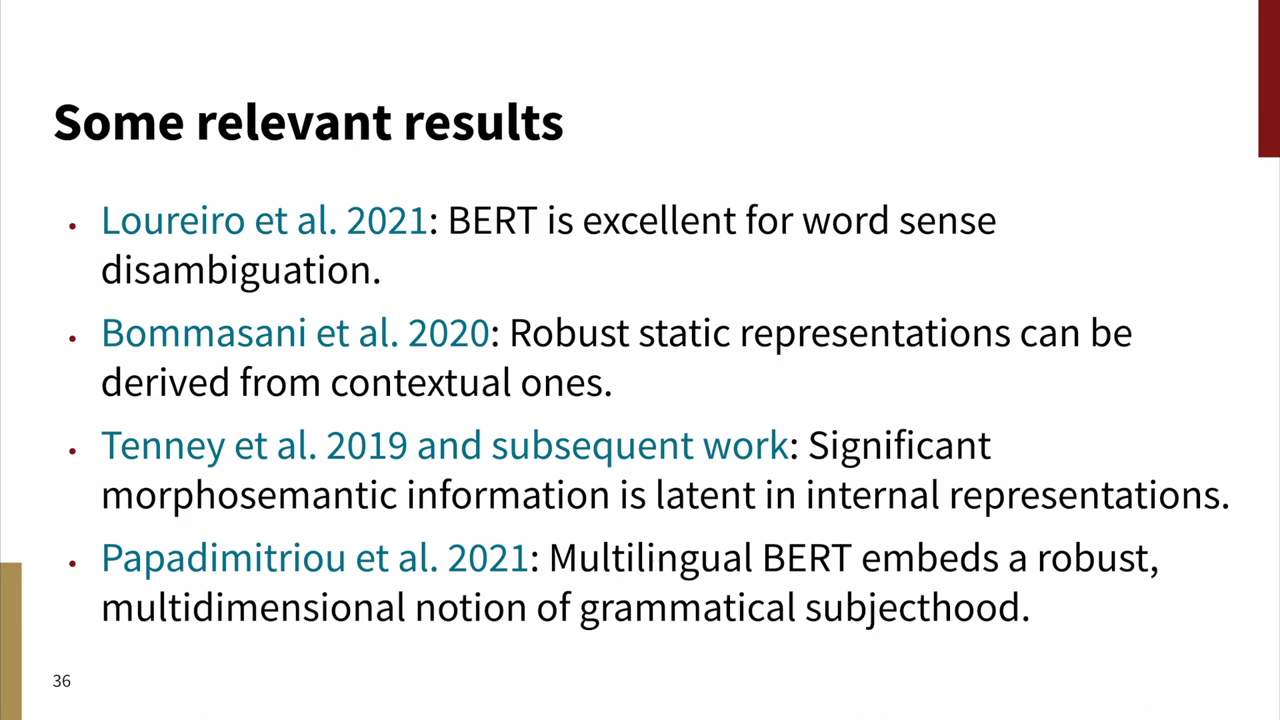 Some relevant results
• Loureiro et al. 2021: BERT is excellent for word sense
disambiguation.
• Bommasani et al. 2020: Robust static representations can be
derived from contextual ones.
• Tenney et al. 2019 and subsequent work: Significant
morphosemantic information is latent in internal representations.
• Papadimitriou et al. 2021: Multilingual BERT embeds a robust,
multidimensional notion of grammatical subjecthood.
36